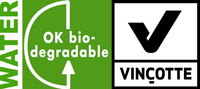 WATER
OK bio-
degradable
VINÇOTTE